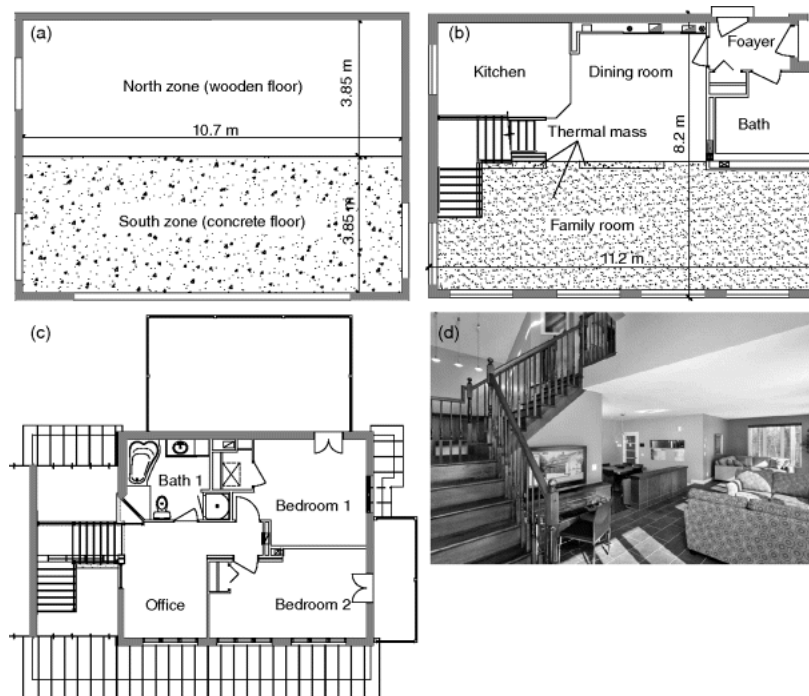 (a)
North zone (wooden floor)
3.85 m
10.7 m
South zone (concrete floor)
3.85 m
(b)
Foayer
Kitchen
Dining room
Bath
Thermal mass
8.2 m
Family room
11.2 m
(c)
Bath 1
Bedroom 1
Office
Bedroom 2
(d)